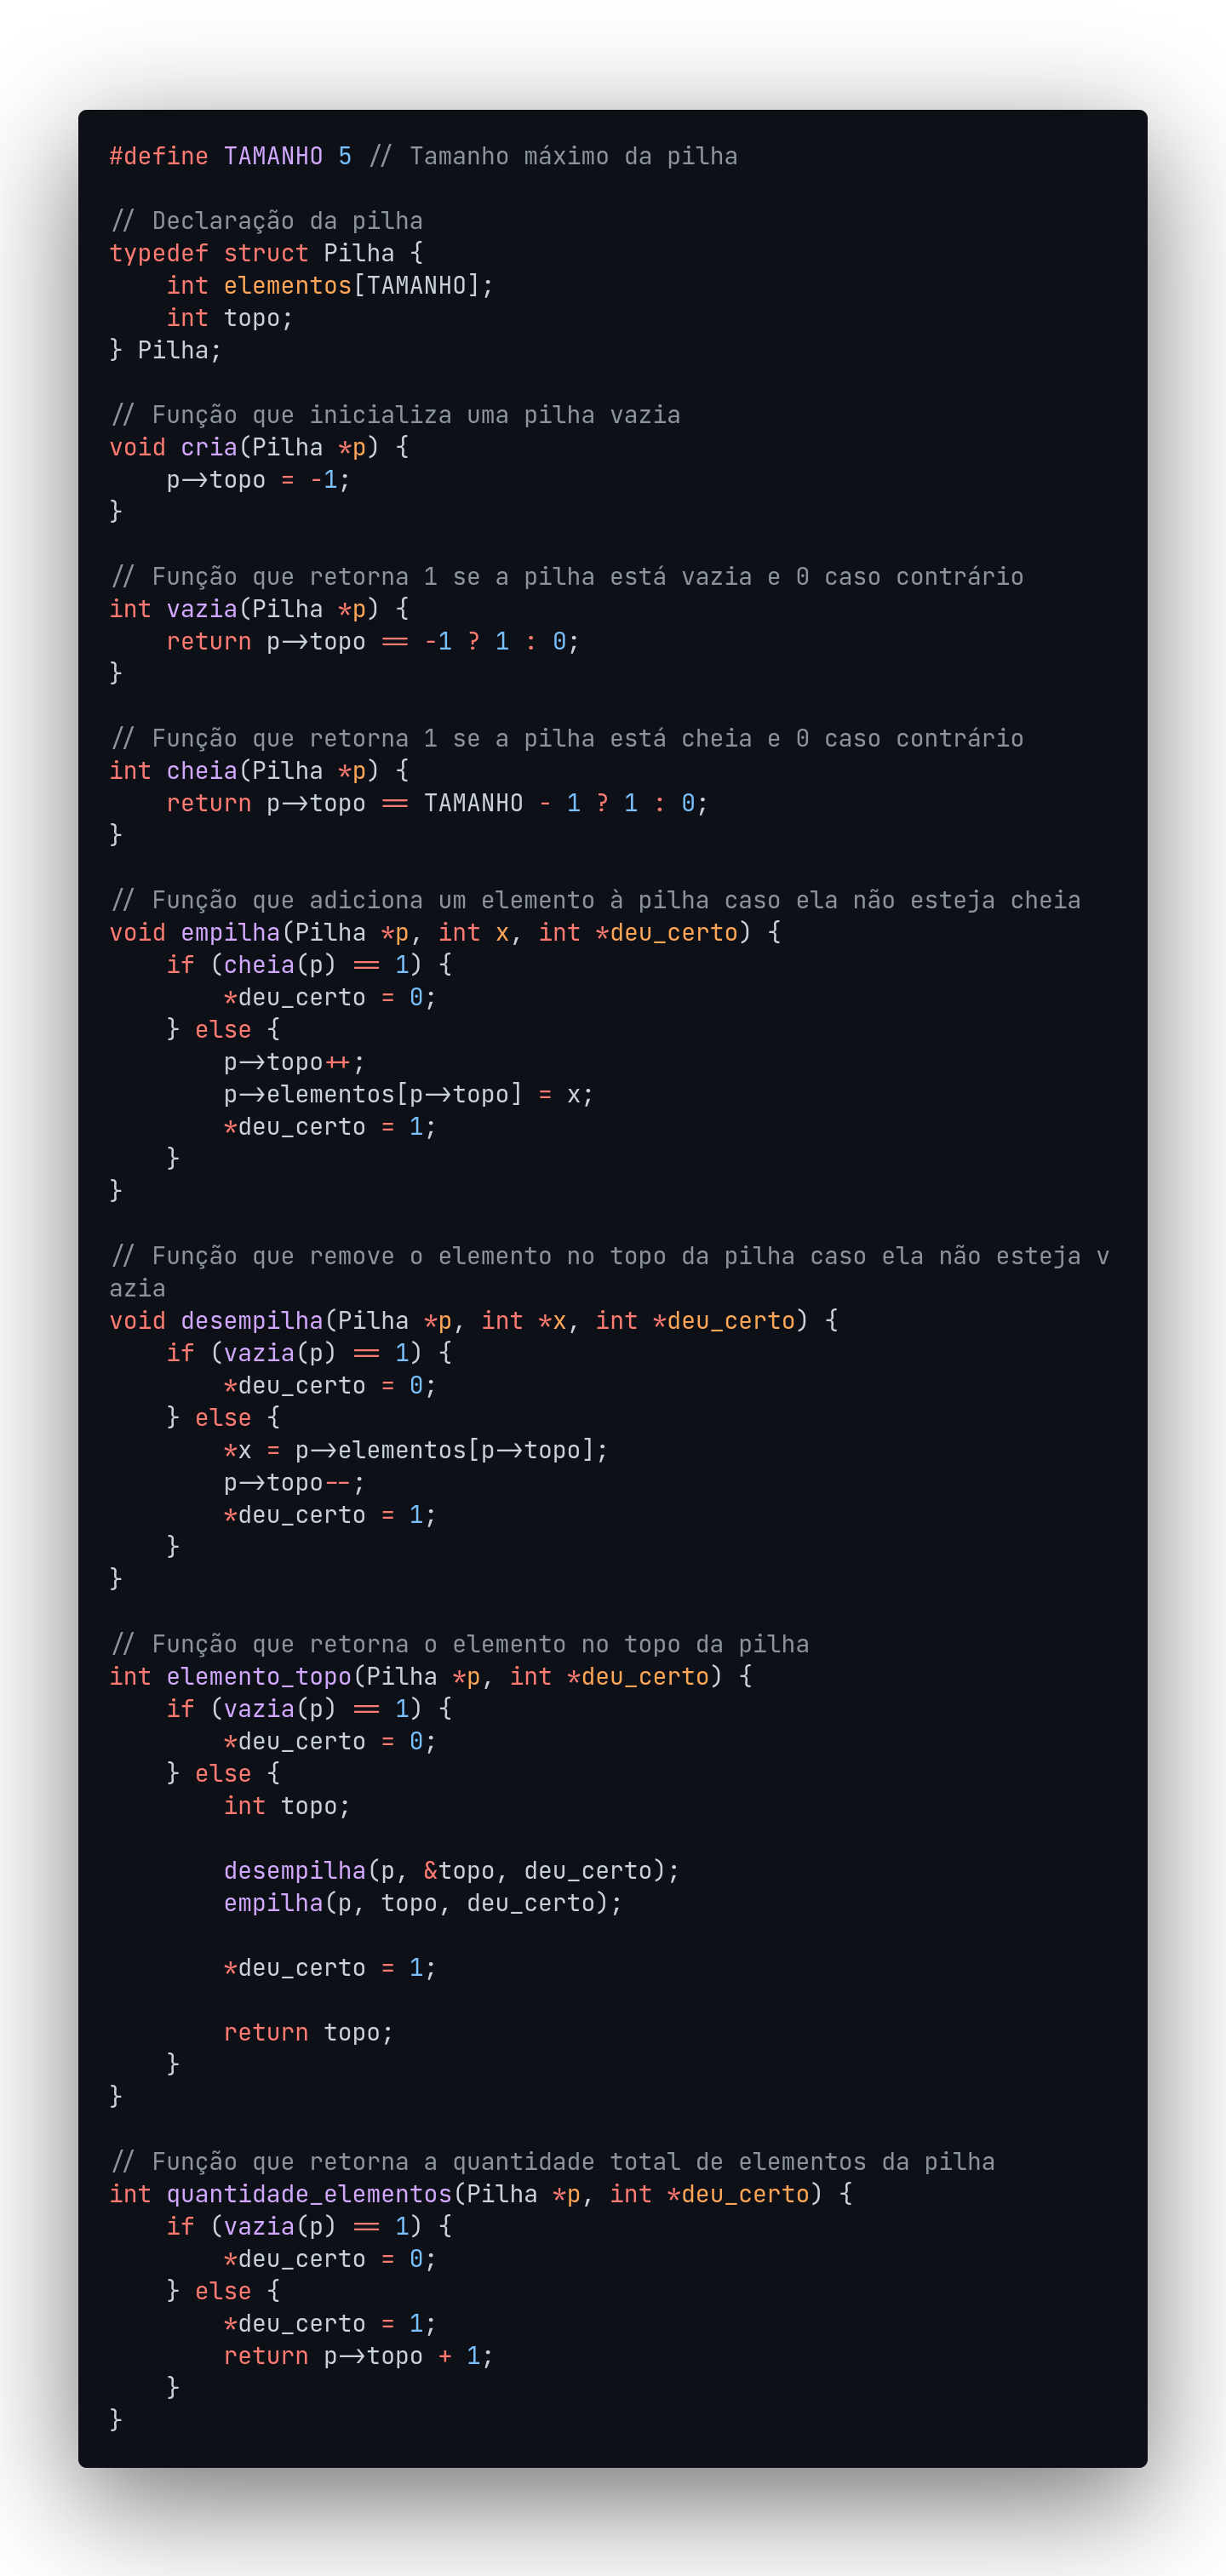 #define TAMANHO 5 // Tamanho máximo da pilha

// Declaração da pilha
typedef struct Pilha {
    int elementos[TAMANHO];
    int topo;
} Pilha;

// Função que inicializa uma pilha vazia
void cria(Pilha *p) {
    p->topo = -1;
}

// Função que retorna 1 se a pilha está vazia e 0 caso contrário
int vazia(Pilha *p) {
    return p->topo == -1 ? 1 : 0;
}

// Função que retorna 1 se a pilha está cheia e 0 caso contrário
int cheia(Pilha *p) {
    return p->topo == TAMANHO - 1 ? 1 : 0;
}

// Função que adiciona um elemento à pilha caso ela não esteja cheia
void empilha(Pilha *p, int x, int *deu_certo) {
    if (cheia(p) == 1) {
        *deu_certo = 0;
    } else {
        p->topo++;
        p->elementos[p->topo] = x;
        *deu_certo = 1;
    }
}

// Função que remove o elemento no topo da pilha caso ela não esteja v
azia
void desempilha(Pilha *p, int *x, int *deu_certo) {
    if (vazia(p) == 1) {
        *deu_certo = 0;
    } else {
        *x = p->elementos[p->topo];
        p->topo--;
        *deu_certo = 1;
    }
}

// Função que retorna o elemento no topo da pilha
int elemento_topo(Pilha *p, int *deu_certo) {
    if (vazia(p) == 1) {
        *deu_certo = 0;
    } else {
        int topo;

        desempilha(p, &topo, deu_certo);
        empilha(p, topo, deu_certo);

        *deu_certo = 1;

        return topo;
    }
}

// Função que retorna a quantidade total de elementos da pilha
int quantidade_elementos(Pilha *p, int *deu_certo) {
    if (vazia(p) == 1) {
        *deu_certo = 0;
    } else {
        *deu_certo = 1;
        return p->topo + 1;
    }
}